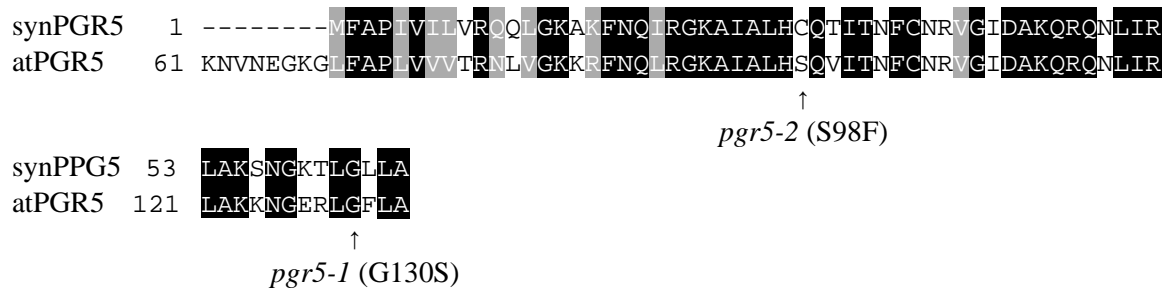 synPGR5 1 --------MFAPIVILVRQQLGKAKFNQIRGKAIALHCQTITNFCNRVGIDAKQRQNLIR
atPGR5 61 KNVNEGKGLFAPLVVVTRNLVGKKRFNQLRGKAIALHSQVITNFCNRVGIDAKQRQNLIR
↑
pgr5-2 (S98F)
synPPG5 53 LAKSNGKTLGLLA
atPGR5 121 LAKKNGERLGFLA
↑
pgr5-1 (G130S)